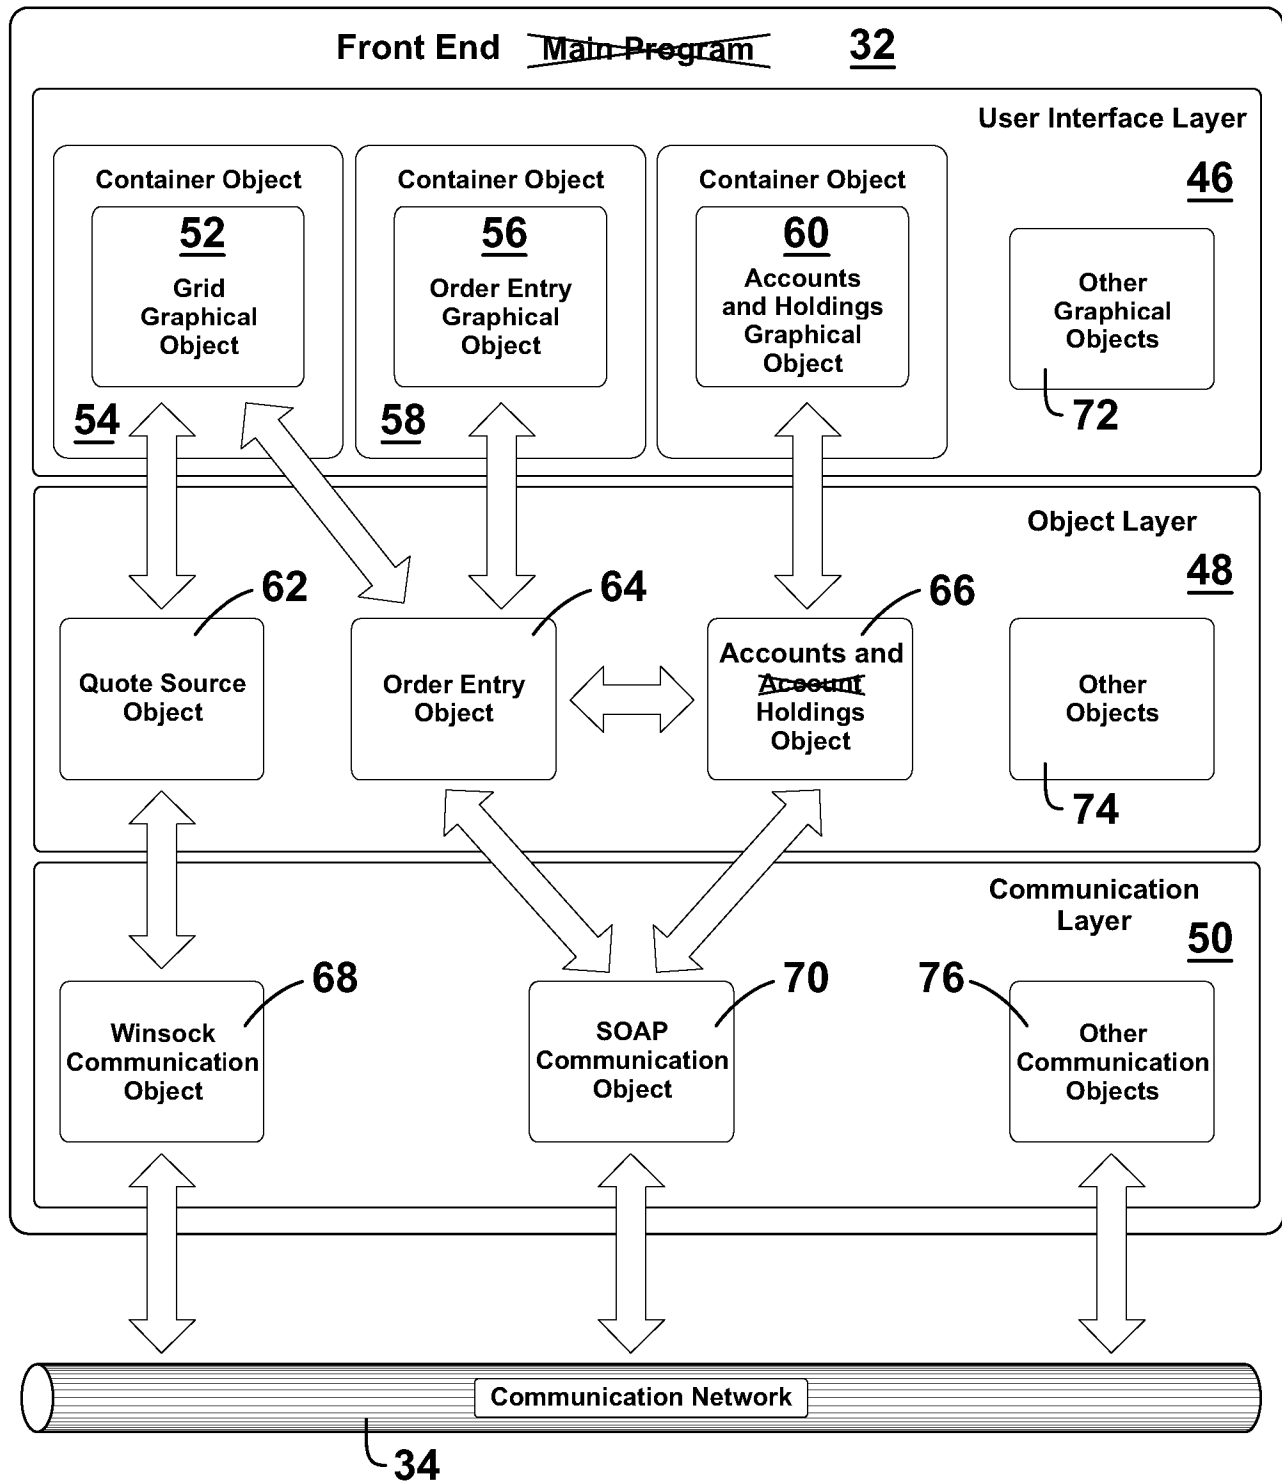 Front End Main Program 32
User Interface Layer
46
Container Object
52
Grid
Graphical
Object
54
Container Object
56
Order Entry
Graphical
Object
58
Container Object
60
Accounts
and Holdings
Graphical
Object
Other
Graphical
Objects
72
Object Layer
48
62
Quote Source
Object
64
Order Entry
Object
66
Accounts and
Account
Holdings
Object
Other
Objects
74
Communication
Layer
50
68
Winsock
Communication
Object
70
SOAP
Communication
Object
76
Other
Communication
Objects
Communication Network
34